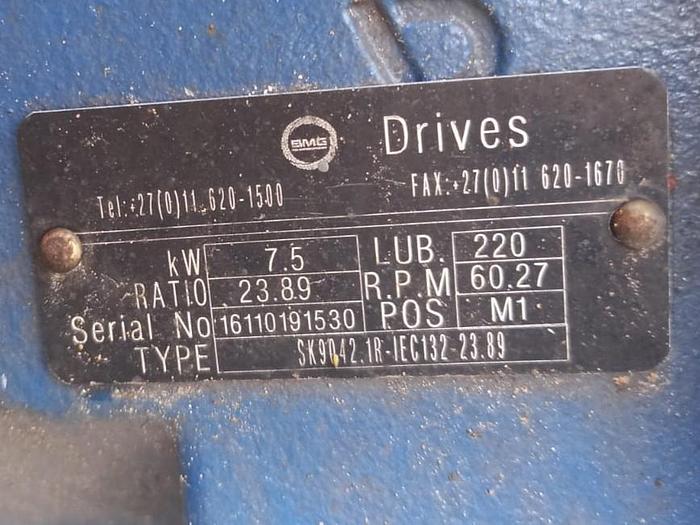 BMG Drives
Tel:+27(0)11 620-1500 FAX:+27(0)11 620-1670
kW 7.5 LUB. 220
RATIO 23.89 R.P.M 60.27
Serial No 16110191530 POS M1
TYPE SK9042.1R-IEC132-23.89